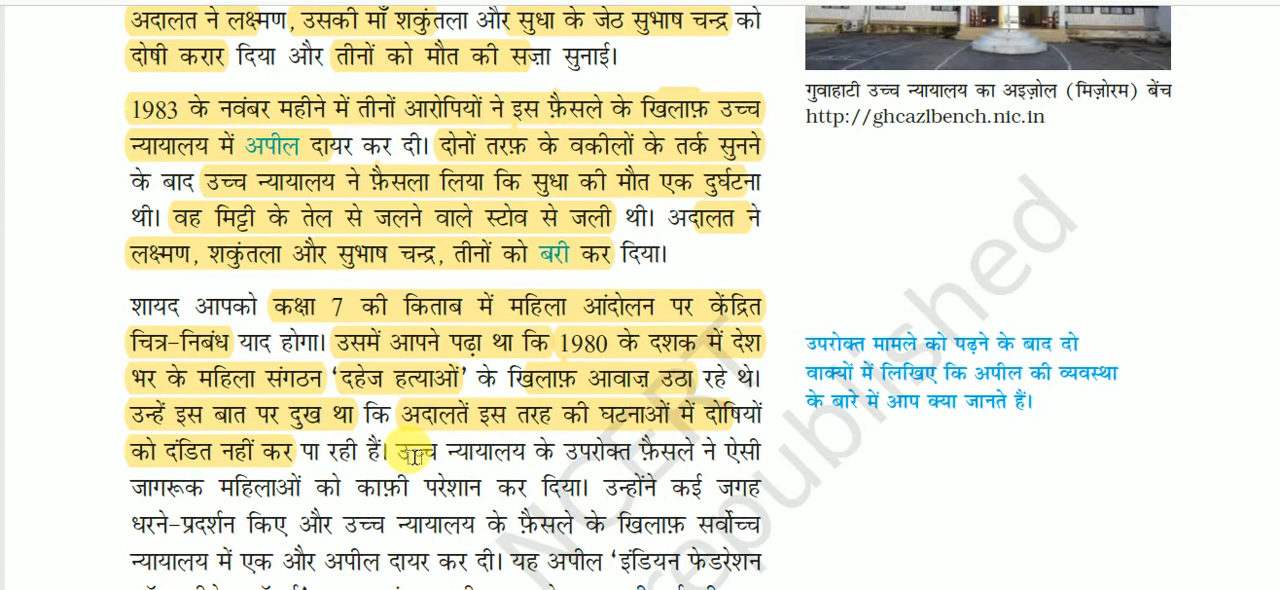 अदालत ने लक्ष्मण, उसकी माँ शकुंतला और सुधा के जेठ सुभाष चन्द्र को
दोषी करार दिया और तीनों को मौत की सज़ा सुनाई।
1983 के नवंबर महीने में तीनों आरोपियों ने इस फ़ैसले के खिलाफ़ उच्च
न्यायालय में अपील दायर कर दी। दोनों तरफ़ के वकीलों के तर्क सुनने
के बाद उच्च न्यायालय ने फ़ैसला लिया कि सुधा की मौत एक दुर्घटना
थी। वह मिट्टी के तेल से जलने वाले स्टोव से जली थी। अदालत ने
लक्ष्मण, शकुंतला और सुभाष चन्द्र, तीनों को बरी कर दिया।
शायद आपको कक्षा 7 की किताब में महिला आंदोलन पर केंद्रित
चित्र-निबंध याद होगा। उसमें आपने पढ़ा था कि 1980 के दशक में देश
भर के महिला संगठन 'दहेज हत्याओं' के खिलाफ़ आवाज़ उठा रहे थे।
उन्हें इस बात पर दुख था कि अदालतें इस तरह की घटनाओं में दोषियों
को दंडित नहीं कर पा रही हैं। उच्च न्यायालय के उपरोक्त फ़ैसले ने ऐसी
जागरूक महिलाओं को काफ़ी परेशान कर दिया। उन्होंने कई जगह
धरने-प्रदर्शन किए और उच्च न्यायालय के फ़ैसले के खिलाफ़ सर्वोच्च
न्यायालय में एक और अपील दायर कर दी। यह अपील 'इंडियन फेडरेशन
गुवाहाटी उच्च न्यायालय का अइज़ोल (मिज़ोरम) बेंच
http://ghcazlbench.nic.in
उपरोक्त मामले को पढ़ने के बाद दो
वाक्यों में लिखिए कि अपील की व्यवस्था
के बारे में आप क्या जानते हैं।
NCERT
republished